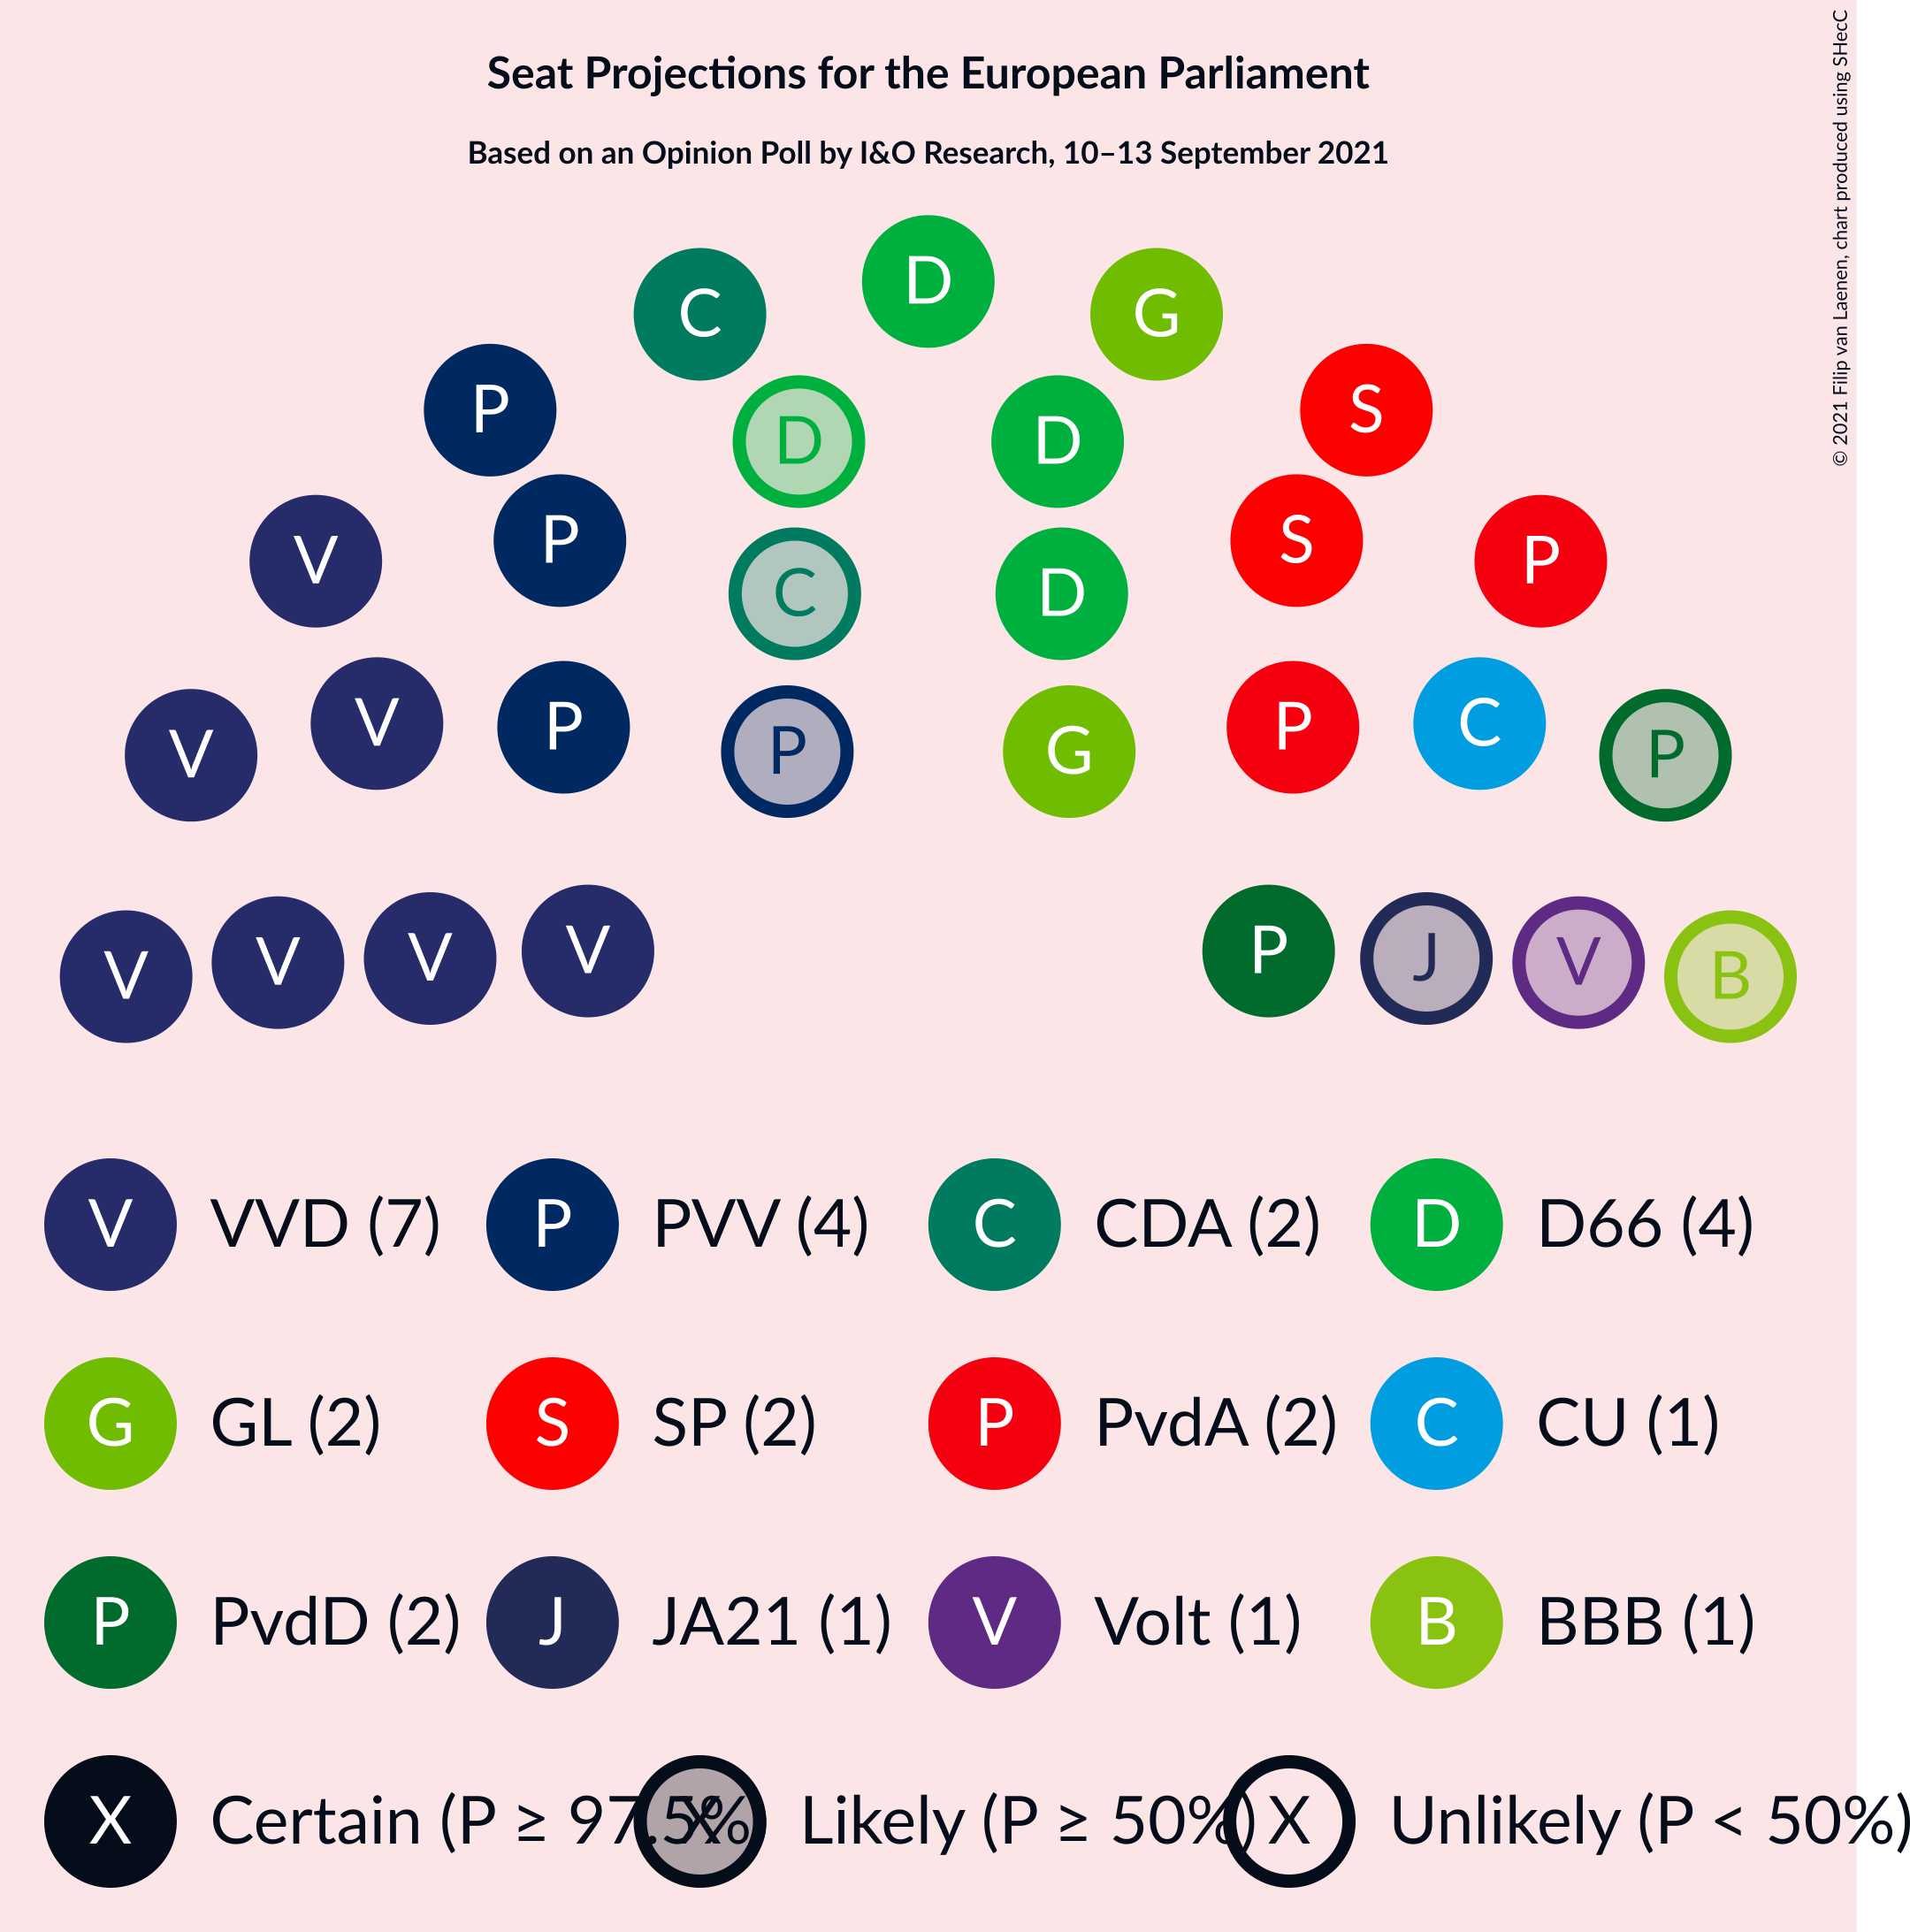 Seat Projections for the European Parliament
Based on an Opinion Poll by I&O Research, 10–13 September 2021
© 2021 Filip van Laenen, chart produced using SHecC
D
C G
P S
D D
V P S P
C D
V V P P G P C P
V V V V P J V B
V VVD (7) P PVV (4) C CDA (2) D D66 (4)
G GL (2) S SP (2) P PvdA (2) C CU (1)
P PvdD (2) J JA21 (1) V Volt (1) B BBB (1)
X Certain (P ≥ 97.5% X Likely (P ≥ 50%) X Unlikely (P < 50%)